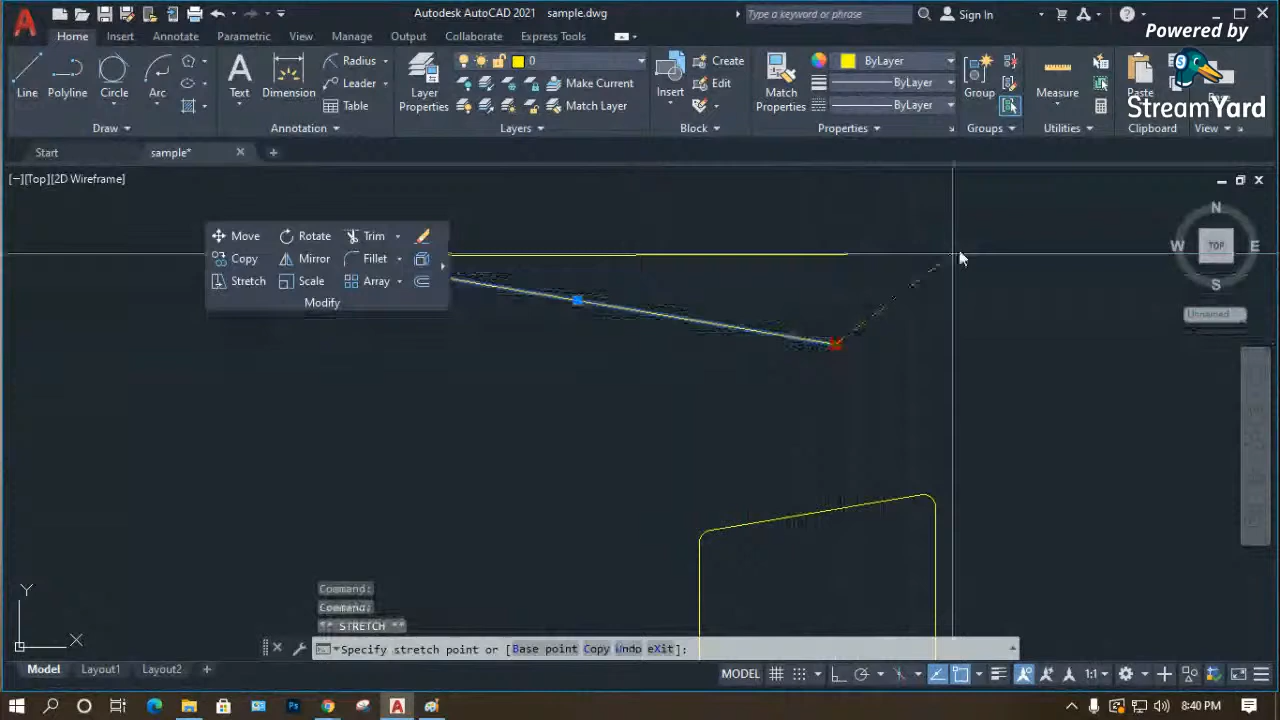 Autodesk AutoCAD 2021 sample.dwg
Type a keyword or phrase
Sign In
Powered by
StreamYard
Home Insert Annotate Parametric View Manage Output Collaborate Express Tools
Line Polyline Circle Arc
Draw
Text Dimension
Radius
Leader
Table
Annotation
Layer Properties
0
Make Current
Match Layer
Layers
Insert
Create
Edit
Block
Match Properties
ByLayer
ByLayer
ByLayer
Properties
Group
Groups
Measure
Utilities
Paste
Clipboard
View
Start sample*
[−][Top][2D Wireframe]
Move Rotate Trim
Copy Mirror Fillet
Stretch Scale Array
Modify
N
W TOP E
S
Unnamed
Y
X
Command:
Command:
** STRETCH **
Specify stretch point or [Base point Copy Undo eXit]:
Model Layout1 Layout2 +
MODEL
1:1
8:40 PM